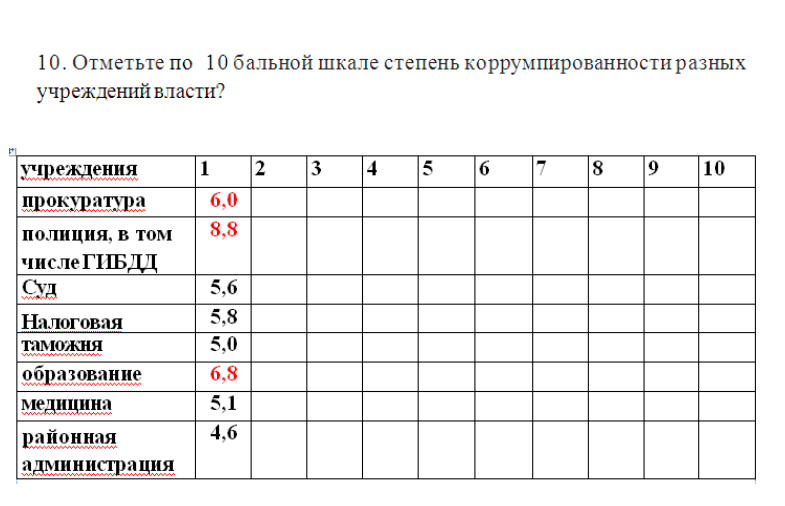 10. Отметьте по 10 бальной шкале степень коррумпированности разных
учреждений власти?
учреждения 1 2 3 4 5 6 7 8 9 10
прокуратура 6,0
полиция, в том 8,8
числе ГИБДД
Суд 5,6
Налоговая 5,8
таможня 5,0
образование 6,8
медицина 5,1
районная 4,6
администрация